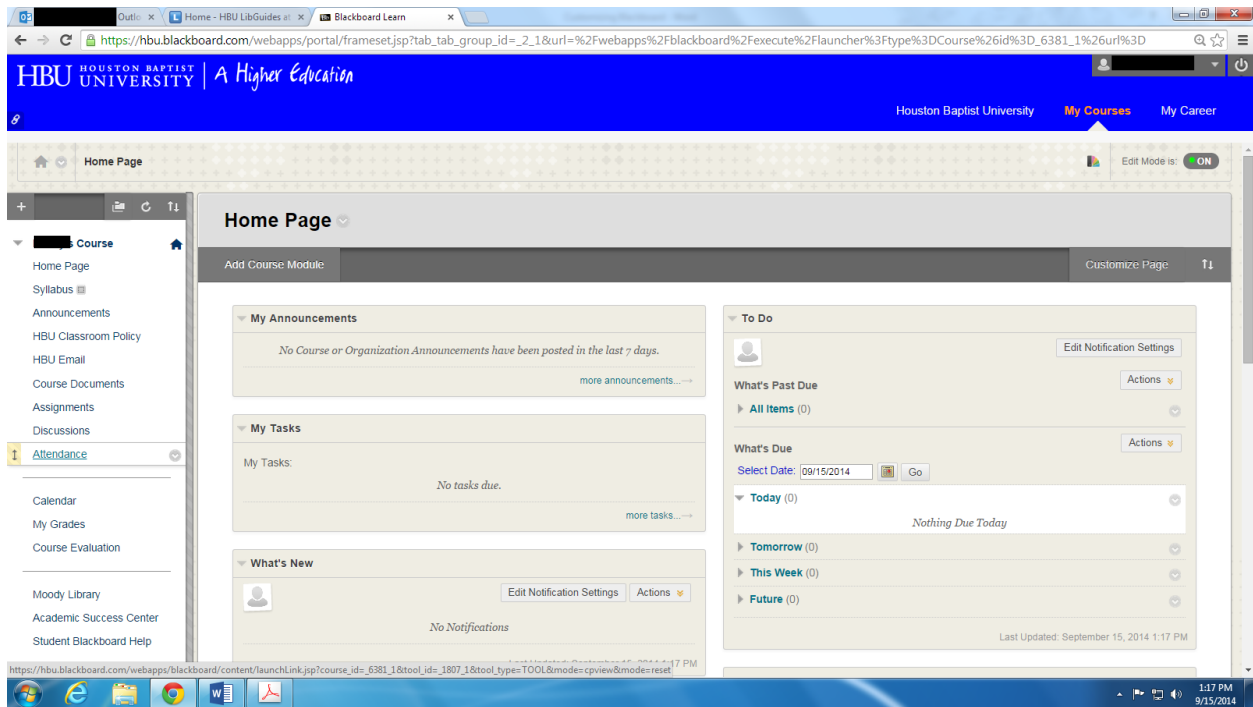 Outlo
Home - HBU LibGuides at
Blackboard Learn
https://hbu.blackboard.com/webapps/portal/frameset.jsp?tab_tab_group_id=_2_1&url=%2Fwebapps%2Fblackboard%2Fexecute%2Flauncher%3Ftype%3DCourse%26id%3D_6381_1%26url%3D
HBU HOUSTON BAPTIST UNIVERSITY A Higher Education
Houston Baptist University My Courses My Career
Home Page
Edit Mode is: ON
s Course
Home Page
Syllabus
Announcements
HBU Classroom Policy
HBU Email
Course Documents
Assignments
Discussions
Attendance
Calendar
My Grades
Course Evaluation
Moody Library
Academic Success Center
Student Blackboard Help
Home Page
Add Course Module
Customize Page
My Announcements
No Course or Organization Announcements have been posted in the last 7 days.
more announcements...
My Tasks
My Tasks:
No tasks due.
more tasks...
What's New
Edit Notification Settings Actions
No Notifications
17 PM
To Do
Edit Notification Settings
What's Past Due
Actions
All Items (0)
What's Due
Actions
Select Date: 09/15/2014 Go
Today (0)
Nothing Due Today
Tomorrow (0)
This Week (0)
Future (0)
Last Updated: September 15, 2014 1:17 PM
https://hbu.blackboard.com/webapps/blackboard/content/launchLink.jsp?course_id=_6381_1&tool_id=_1807_1&tool_type=TOOL&mode=cpview&mode=reset
1:17 PM
9/15/2014